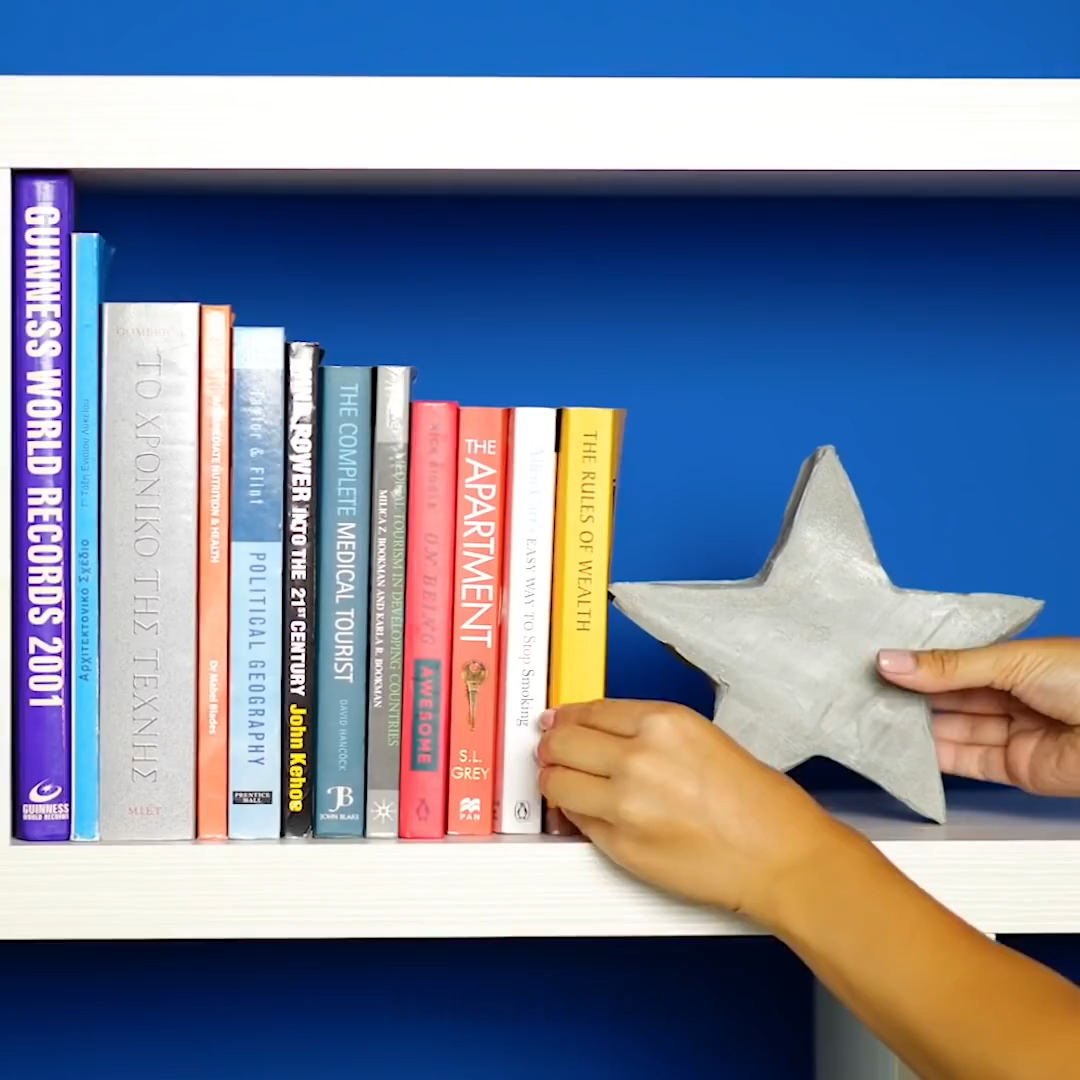 GUINNESS WORLD RECORDS 2001
GUINNESS
WORLD RECORDS
Αρχιτεκτονικό Σχέδιο
ΤΟ ΧΡΟΝΙΚΟ ΤΗΣ ΤΕΧΝΗΣ
ΜΙΕΤ
NUTRITION & HEALTH
Dr Mabel Blades
Taylor & Flint
POLITICAL GEOGRAPHY
PRENTICE
HALL
POWER INTO THE 21ST CENTURY John Kehoe
THE COMPLETE MEDICAL TOURIST
DAVID HANCOCK
JB
JOHN BLAKE
MEDICAL TOURISM IN DEVELOPING COUNTRIES
MILICA Z. BOOKMAN AND KARLA R. BOOKMAN
ON BEING
AWESOME
THE
APARTMENT
S.L.
GREY
PAN
EASY WAY TO Stop Smoking
THE RULES OF WEALTH